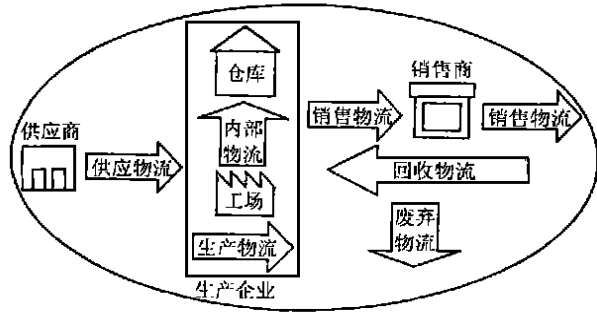 供应商
供应物流
仓库
内部
物流
工场
生产物流
生产企业
销售物流
销售商
销售物流
回收物流
废弃
物流